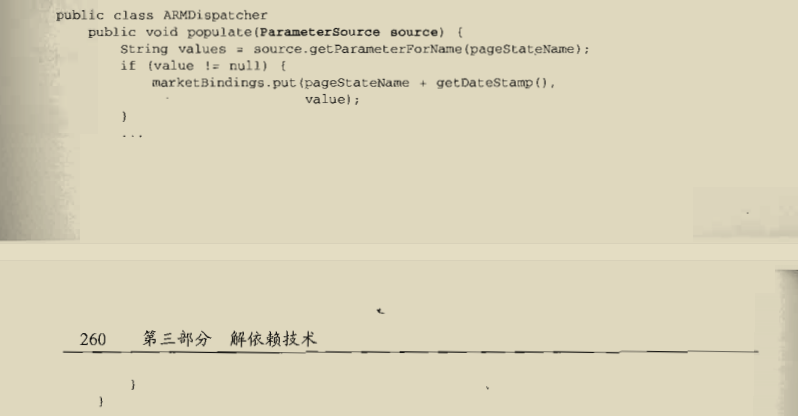 public class ARMDispatcher
public void populate(ParameterSource source) {
String values = source.getParameterForName(pageStateName);
if (value != null) {
marketBindings.put(pageStateName + getDateStamp(),
value);
}
...
260 第三部分 解依赖技术
}
}